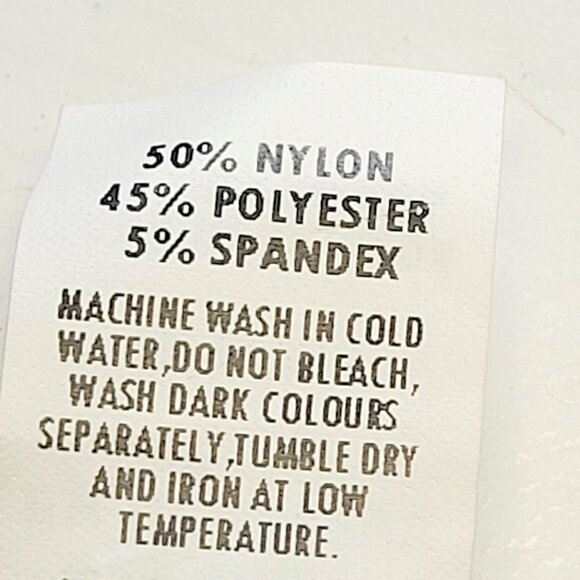 50% NYLON
45% POLYESTER
5% SPANDEX
MACHINE WASH IN COLD
WATER,DO NOT BLEACH,
WASH DARK COLOURS
SEPARATELY,TUMBLE DRY
AND IRON AT LOW
TEMPERATURE.